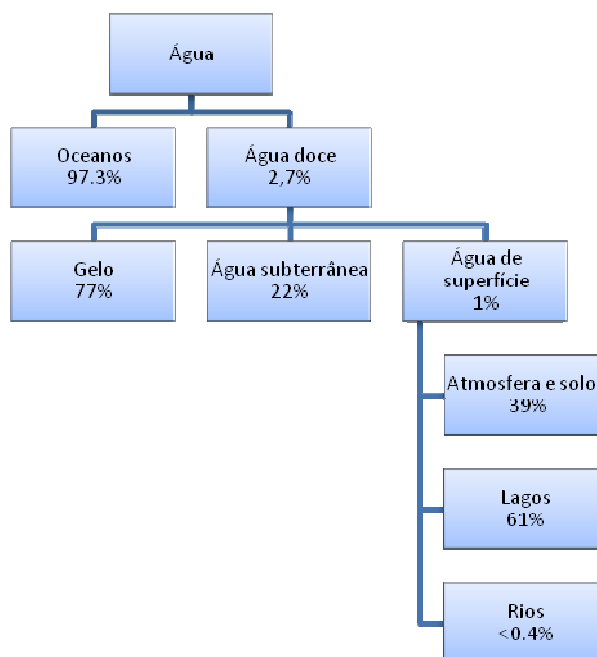 Água
Oceanos
97.3%
Água doce
2,7%
Gelo
77%
Água subterrânea
22%
Água de
superfície
1%
Atmosfera e solo
39%
Lagos
61%
Rios
<0.4%